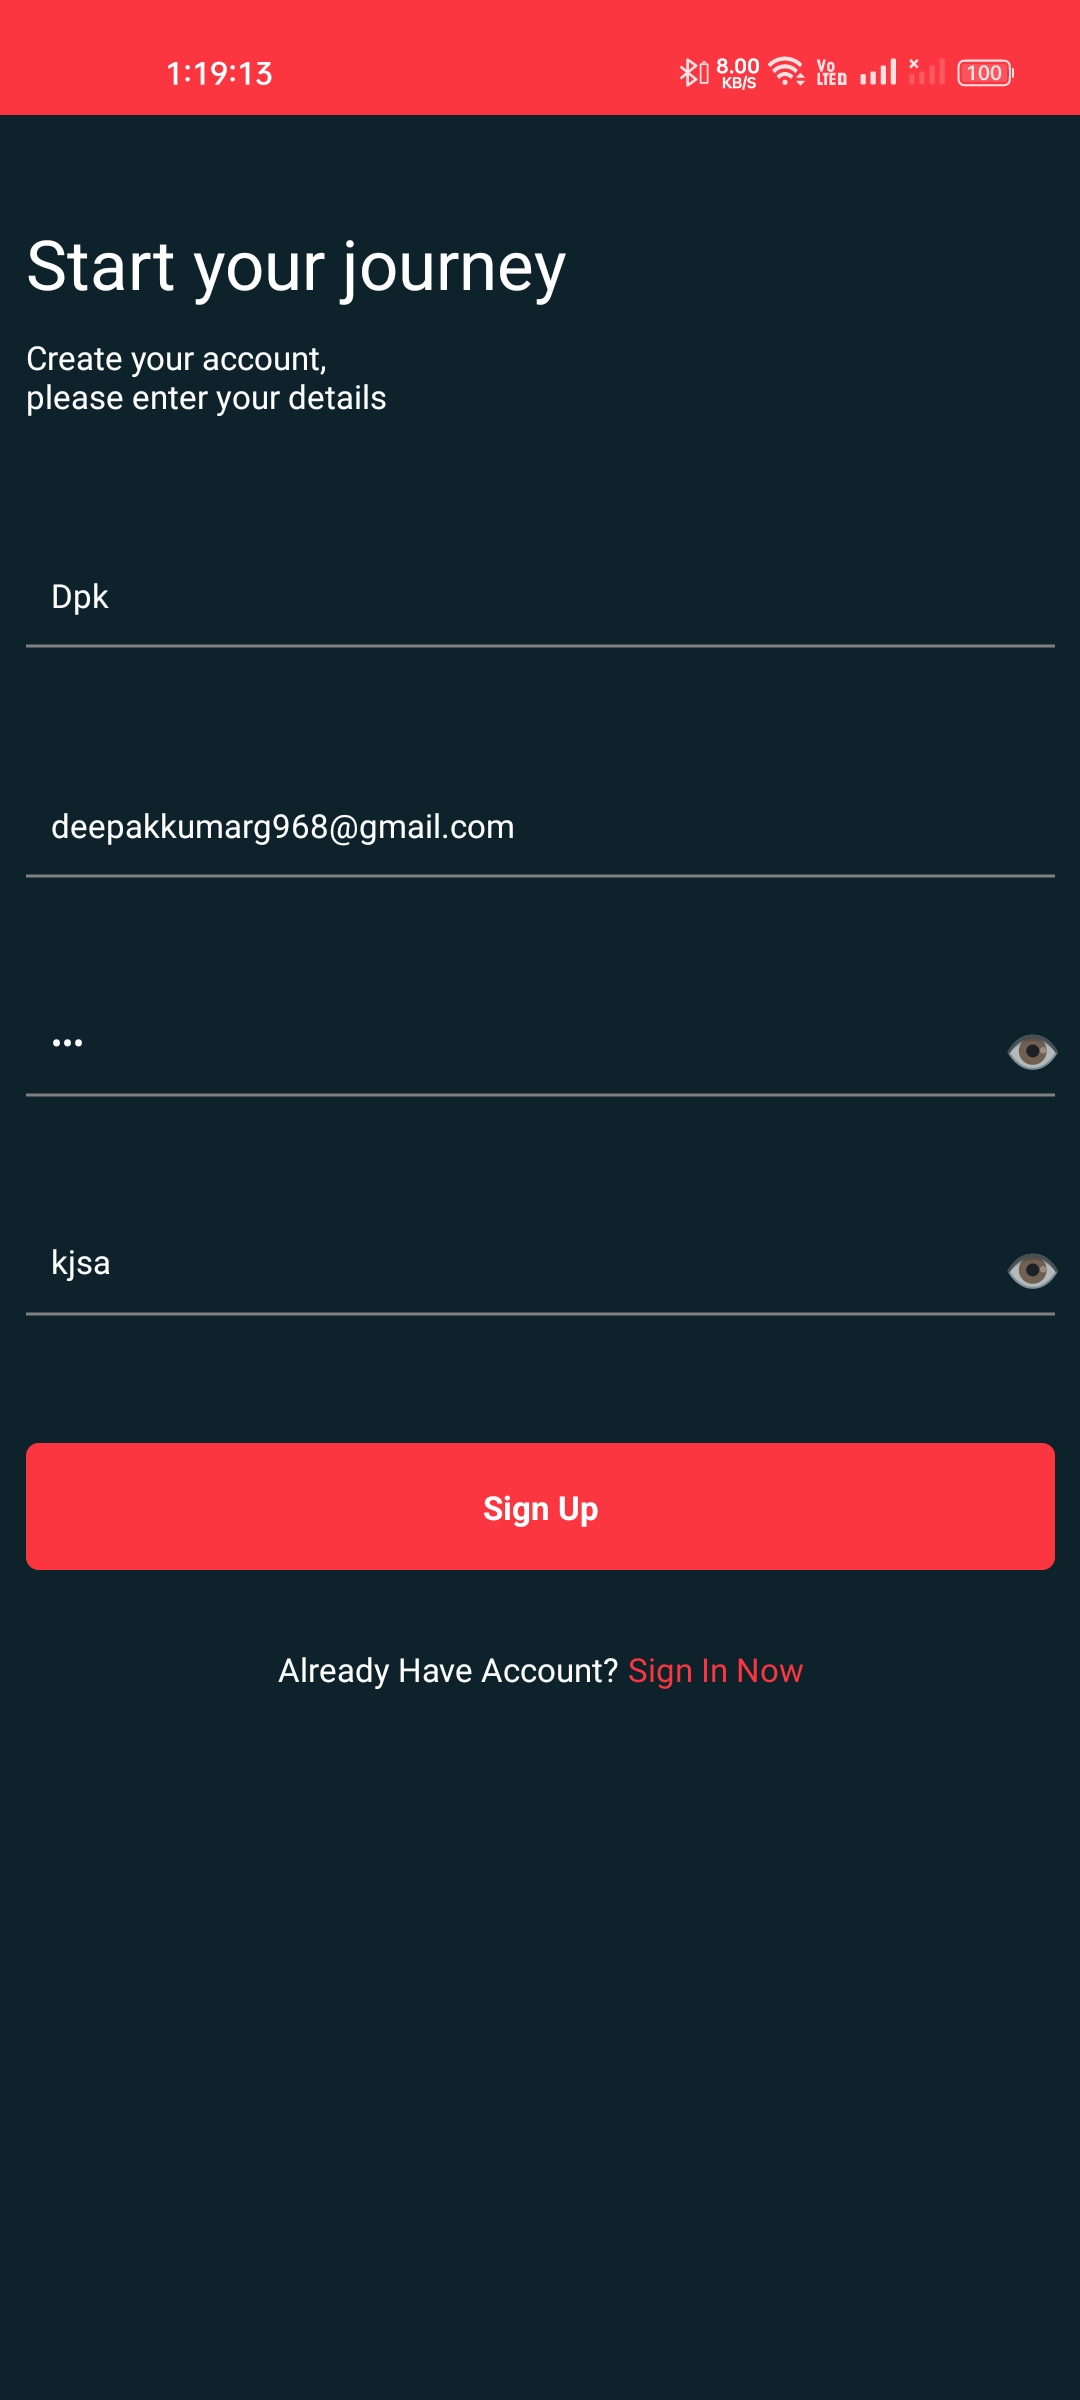 1:19:13
8.00
KB/S
Vo
LTED
100
Start your journey
Create your account,
please enter your details
Dpk
deepakkumarg968@gmail.com
•••
kjsa
Sign Up
Already Have Account? Sign In Now